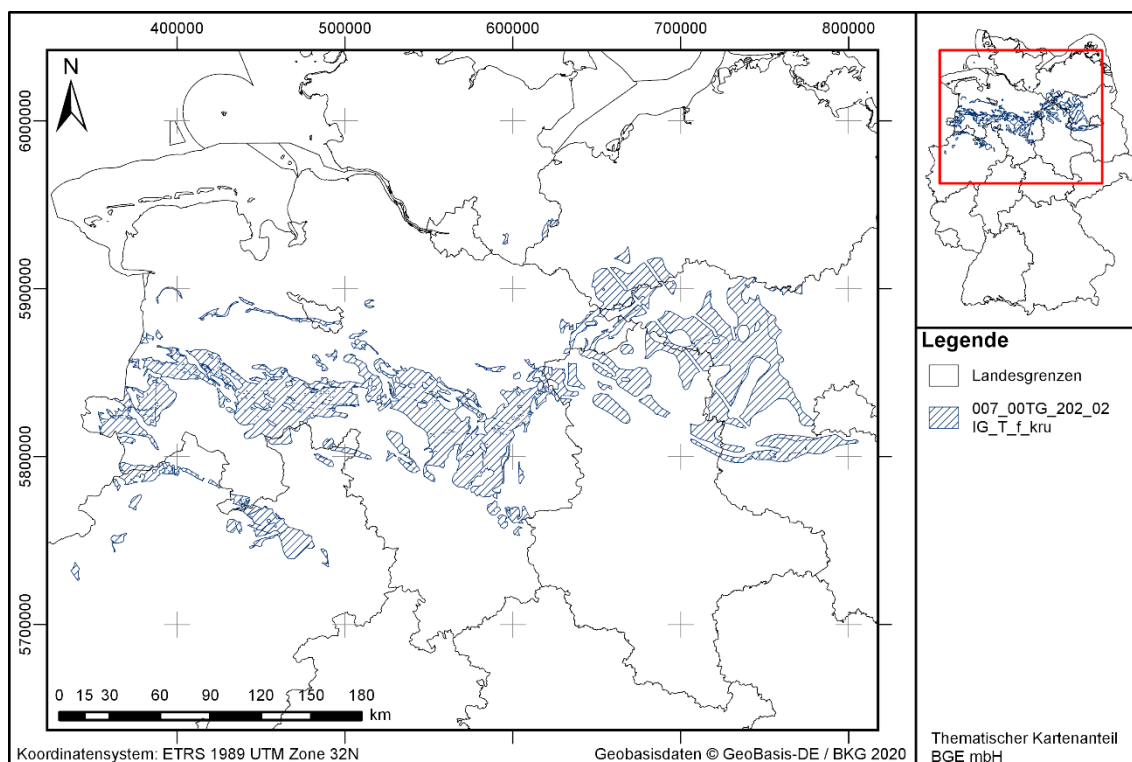 400000
500000
600000
700000
800000
N
6000000
5900000
5800000
5700000
0 15 30 60 90 120 150 180
km
Koordinatensystem: ETRS 1989 UTM Zone 32N
Geobasisdaten © GeoBasis-DE / BKG 2020
Legende
Landesgrenzen
007_00TG_202_02
IG_T_f_kru
Thematischer Kartenanteil
BGE mbH